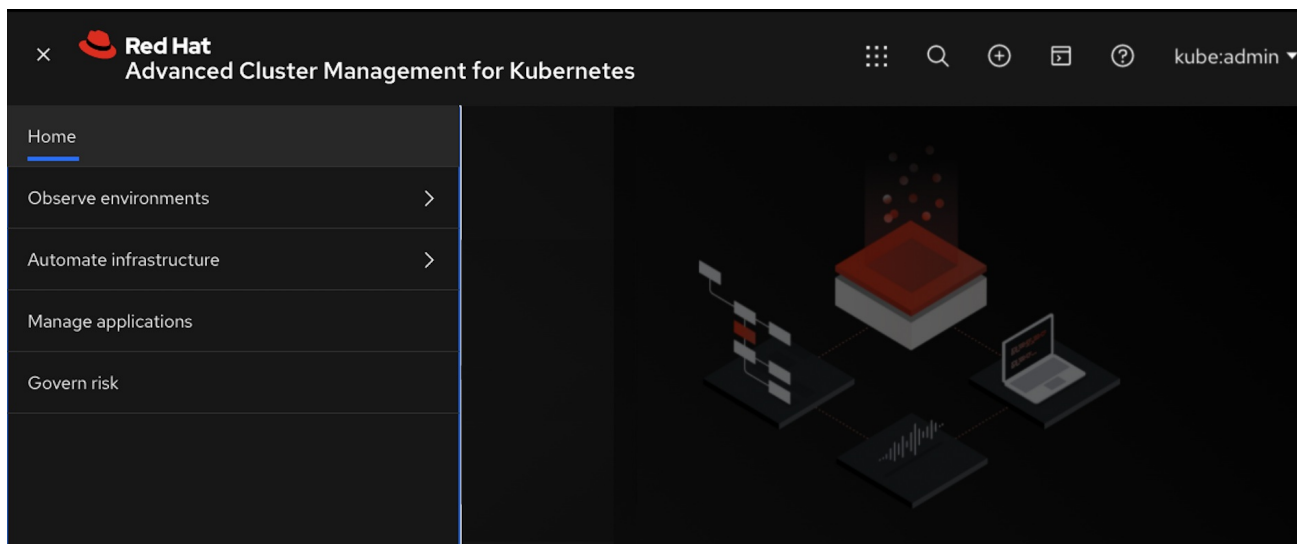 Red Hat
Advanced Cluster Management for Kubernetes
kube:admin
Home
Observe environments
Automate infrastructure
Manage applications
Govern risk